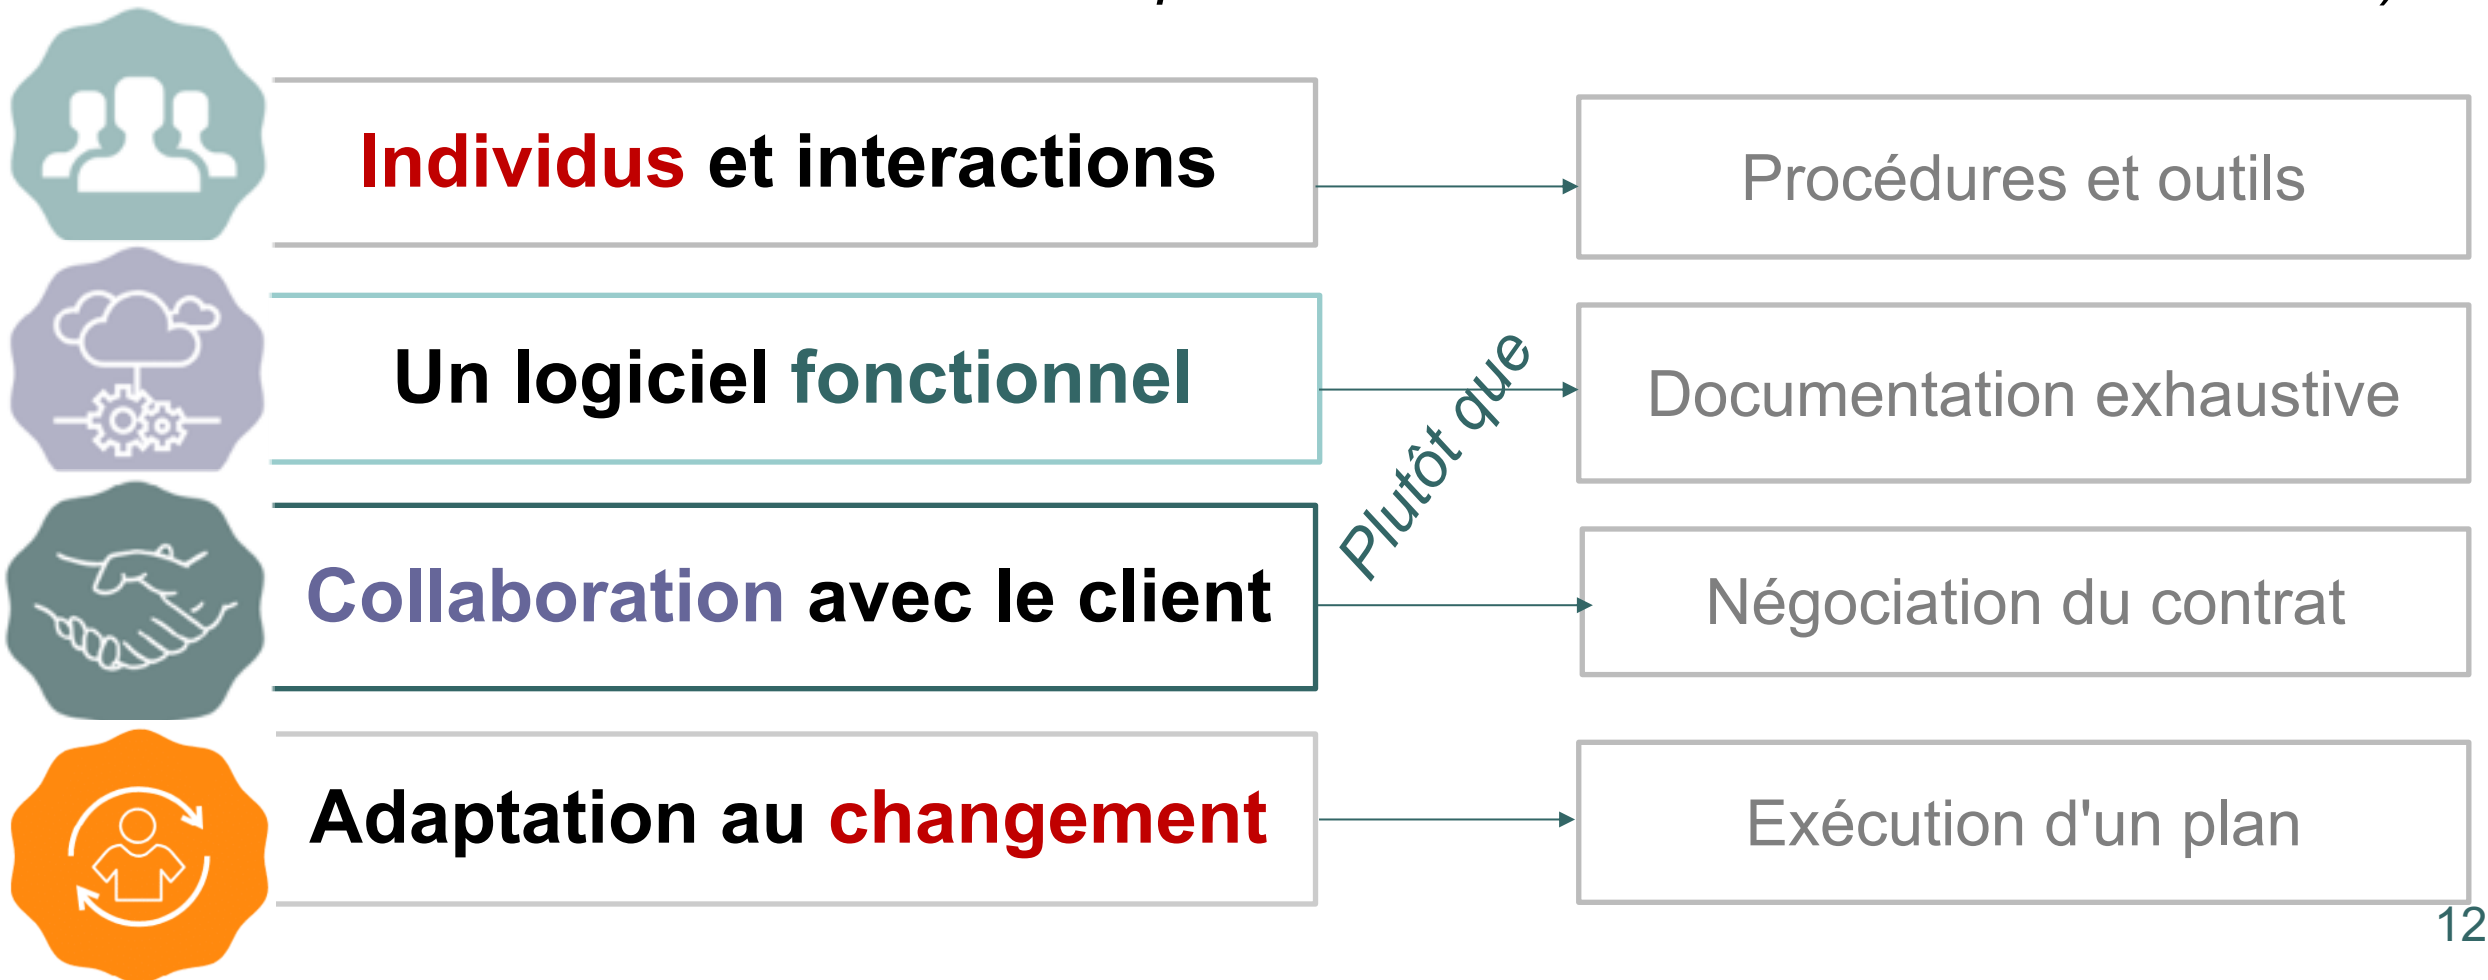 Individus et interactions
Procédures et outils
Un logiciel fonctionnel
Plutôt que
Documentation exhaustive
Collaboration avec le client
Négociation du contrat
Adaptation au changement
Exécution d'un plan
12